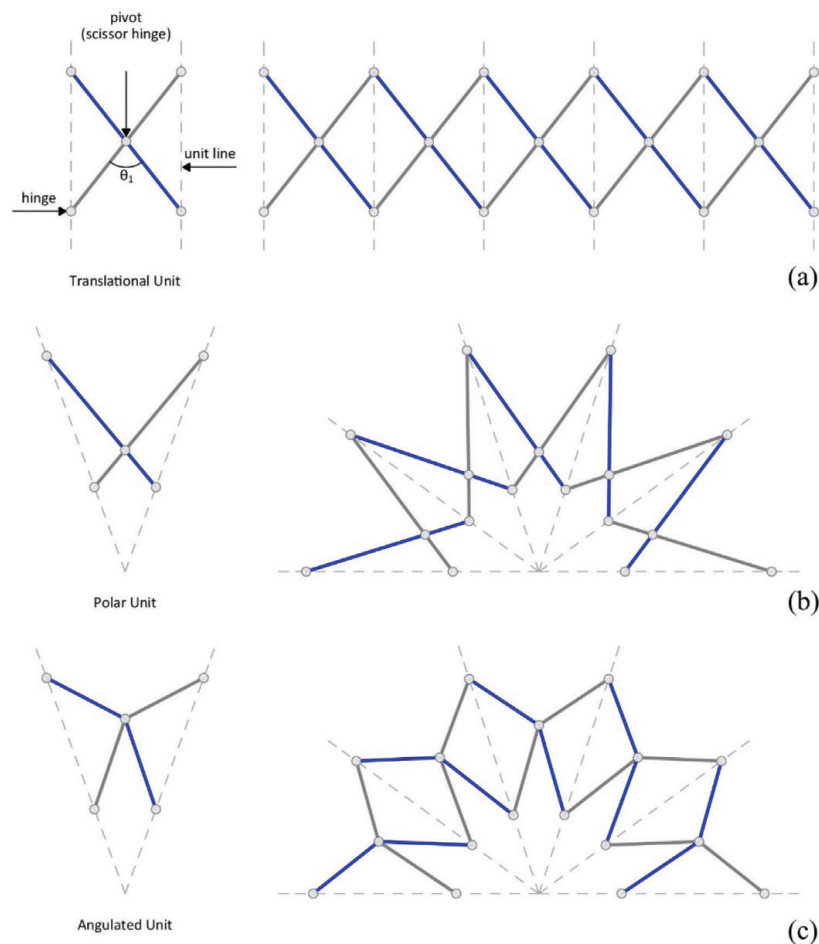 pivot
(scissor hinge)
unit line
θ1
hinge
Translational Unit
(a)
Polar Unit
(b)
Angulated Unit
(c)